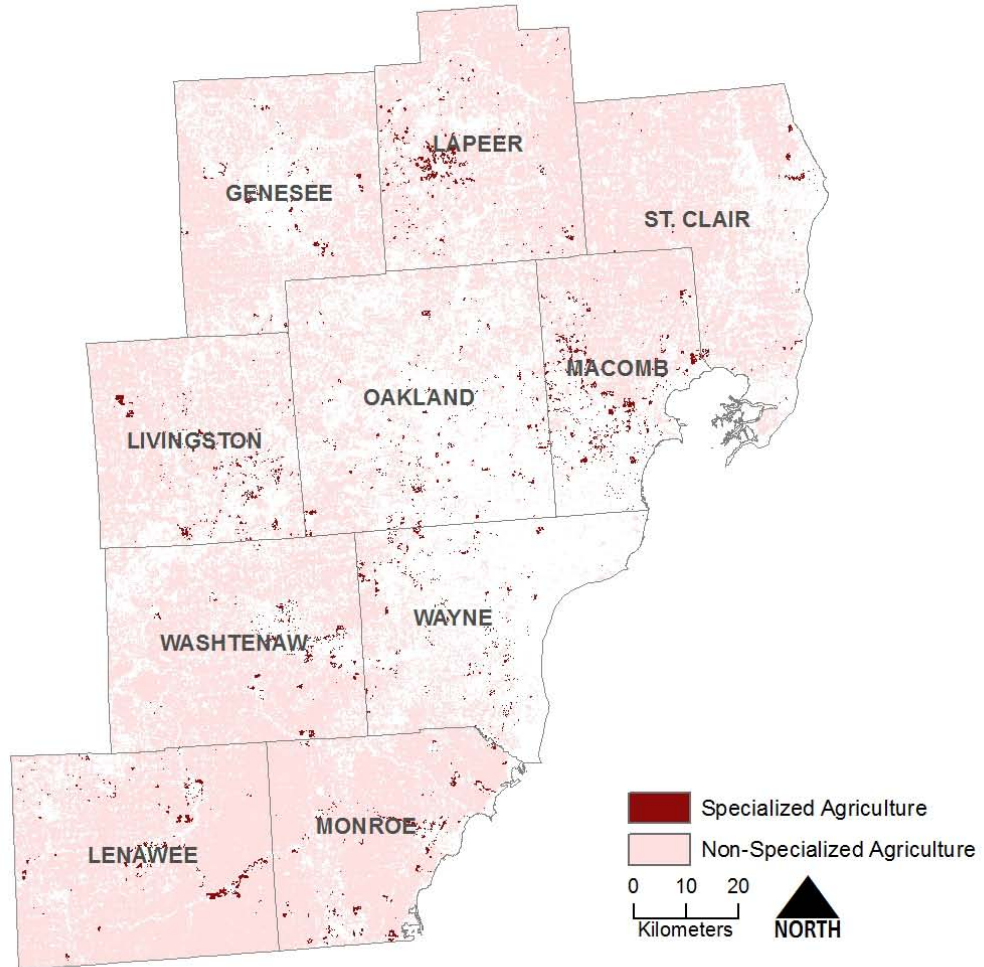 LAPEER
GENESEE
ST. CLAIR
MACOMB
OAKLAND
LIVINGSTON
WAYNE
WASHTENAW
MONROE
LENAWEE
Specialized Agriculture
Non-Specialized Agriculture
0 10 20
Kilometers
NORTH